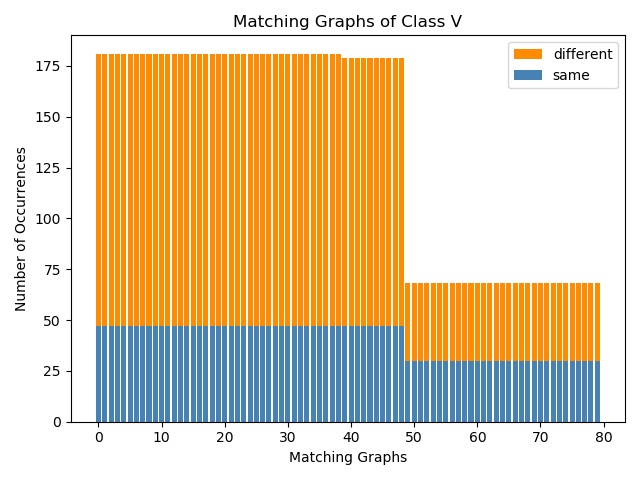 Matching Graphs of Class V
different
same
Number of Occurrences
175
150
125
100
75
50
25
0
0 10 20 30 40 50 60 70 80
Matching Graphs